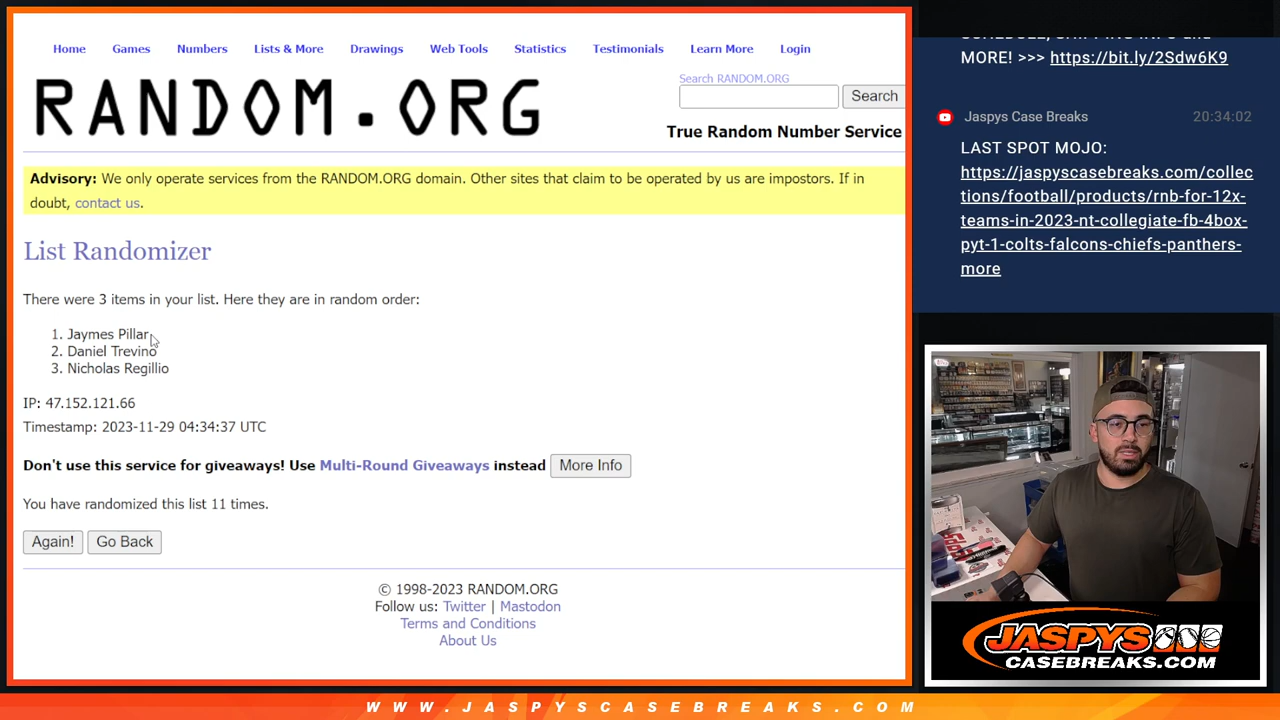 Home Games Numbers Lists & More Drawings Web Tools Statistics Testimonials Learn More Login
RANDOM.ORG
Search RANDOM.ORG
Search
True Random Number Service
Advisory: We only operate services from the RANDOM.ORG domain. Other sites that claim to be operated by us are impostors. If in
doubt, contact us.
List Randomizer
There were 3 items in your list. Here they are in random order:
1. Jaymes Pillar
2. Daniel Trevino
3. Nicholas Regillio
IP: 47.152.121.66
Timestamp: 2023-11-29 04:34:37 UTC
Don't use this service for giveaways! Use Multi-Round Giveaways instead More Info
You have randomized this list 11 times.
Again! Go Back
© 1998-2023 RANDOM.ORG
Follow us: Twitter | Mastodon
Terms and Conditions
About Us
MORE! >>> https://bit.ly/2Sdw6K9
Jaspys Case Breaks 20:34:02
LAST SPOT MOJO:
https://jaspyscasebreaks.com/collec
tions/football/products/rnb-for-12x-
teams-in-2023-nt-collegiate-fb-4box-
pyt-1-colts-falcons-chiefs-panthers-
more
JASPYS
CASEBREAKS.COM
WWW.JASPYSCASEBREAKS.COM